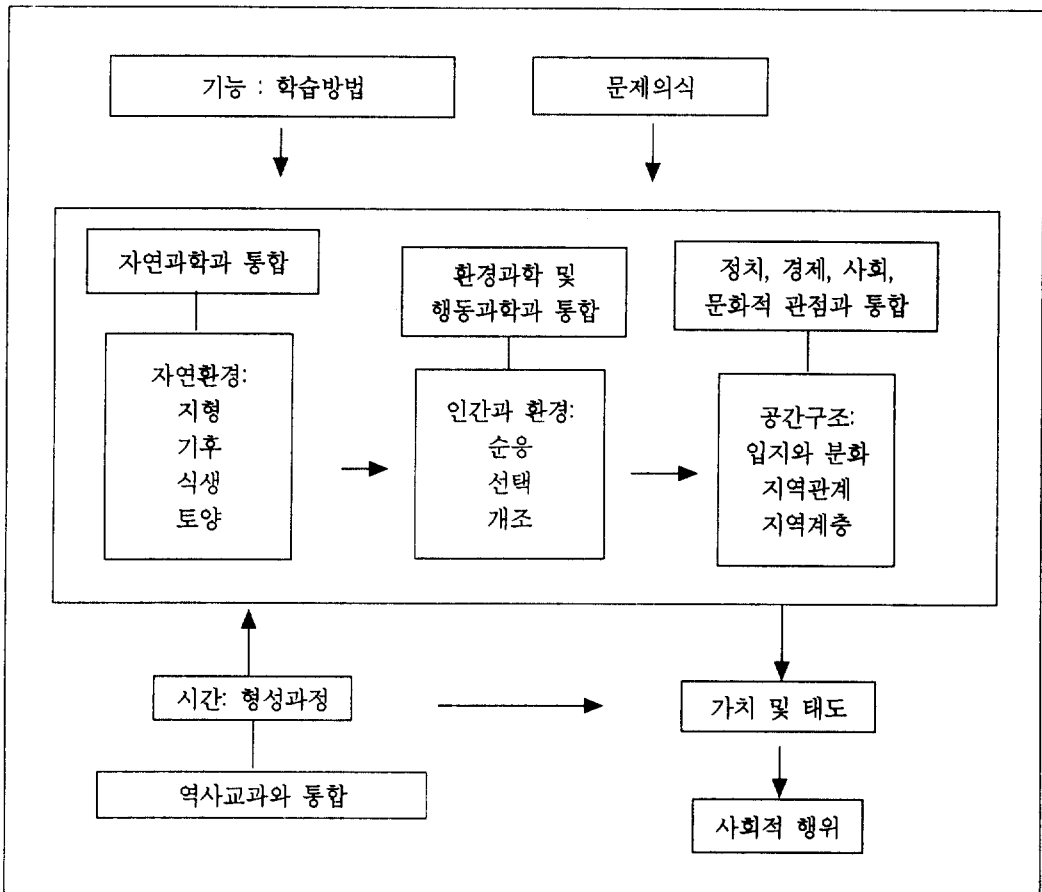 기능 : 학습방법
문제의식
자연과학과 통합
환경과학 및
행동과학과 통합
정치, 경제, 사회,
문화적 관점과 통합
자연환경:
지형
기후
식생
토양
인간과 환경:
순응
선택
개조
공간구조:
입지와 분화
지역관계
지역계층
시간: 형성과정
역사교과와 통합
가치 및 태도
사회적 행위